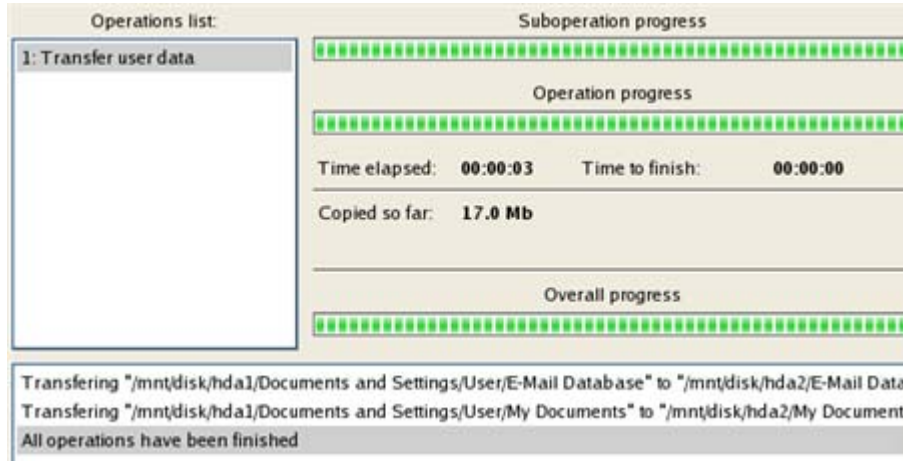 Operations list:
1: Transfer user data
Suboperation progress
Operation progress
Time elapsed: 00:00:03 Time to finish: 00:00:00
Copied so far: 17.0 Mb
Overall progress
Transfering "/mnt/disk/hda1/Documents and Settings/User/E-Mail Database" to "/mnt/disk/hda2/E-Mail Data
Transfering "/mnt/disk/hda1/Documents and Settings/User/My Documents" to "/mnt/disk/hda2/My Document
All operations have been finished